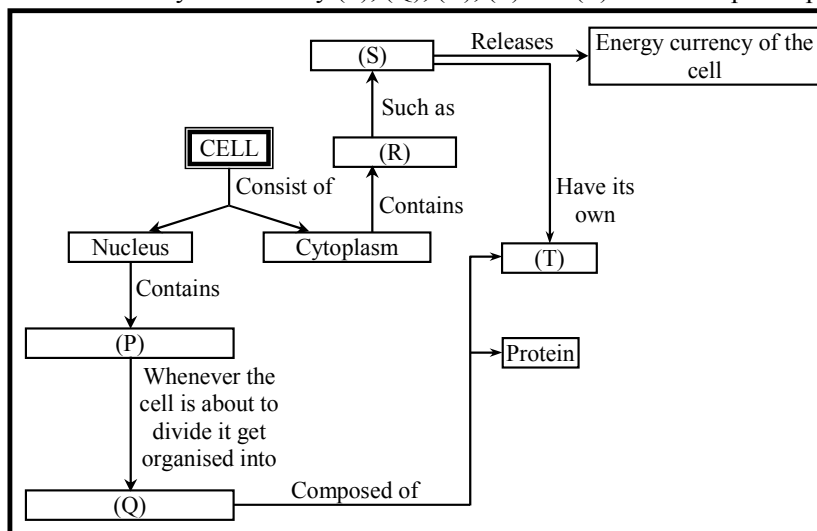 Releases
Energy currency of the
cell
(S)
Such as
CELL
(R)
Consist of
Contains
Have its
own
Nucleus
Cytoplasm
(T)
Contains
(P)
Protein
Whenever the
cell is about to
divide it get
organised into
(Q)
Composed of